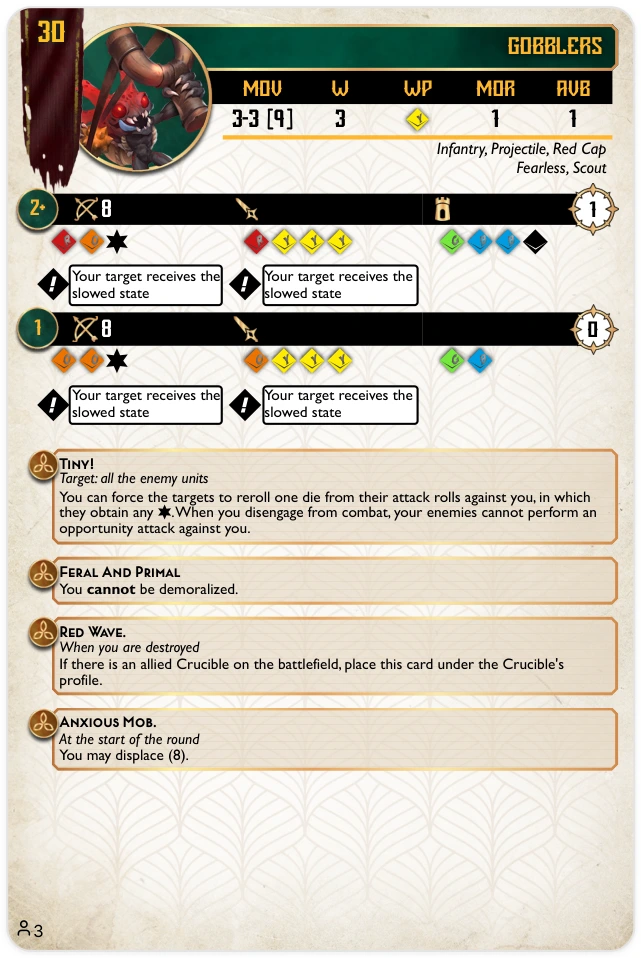 30
GOBBLERS
MOV W WP MOR AVB
3-3 [9] 3 1 1
Infantry, Projectile, Red Cap
Fearless, Scout
2+ 8 1
! Your target receives the
slowed state
! Your target receives the
slowed state
1 8 0
! Your target receives the
slowed state
! Your target receives the
slowed state
TINY!
Target: all the enemy units
You can force the targets to reroll one die from their attack rolls against you, in which
they obtain any ✶. When you disengage from combat, your enemies cannot perform an
opportunity attack against you.
FERAL AND PRIMAL
You cannot be demoralized.
RED WAVE.
When you are destroyed
If there is an allied Crucible on the battlefield, place this card under the Crucible's
profile.
ANXIOUS MOB.
At the start of the round
You may displace (8).
3